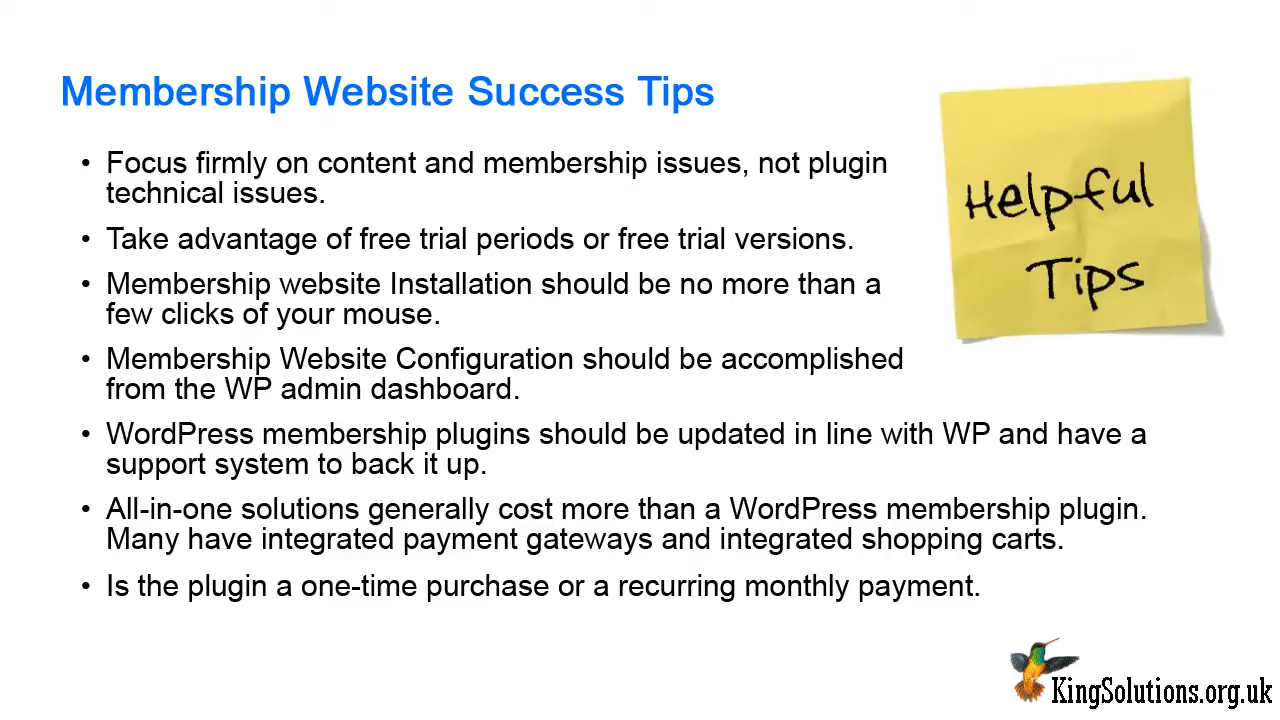 Membership Website Success Tips
• Focus firmly on content and membership issues, not plugin
technical issues.
• Take advantage of free trial periods or free trial versions.
• Membership website Installation should be no more than a
few clicks of your mouse.
• Membership Website Configuration should be accomplished
from the WP admin dashboard.
• WordPress membership plugins should be updated in line with WP and have a
support system to back it up.
• All-in-one solutions generally cost more than a WordPress membership plugin.
Many have integrated payment gateways and integrated shopping carts.
• Is the plugin a one-time purchase or a recurring monthly payment.
Helpful
Tips
KingSolutions.org.uk